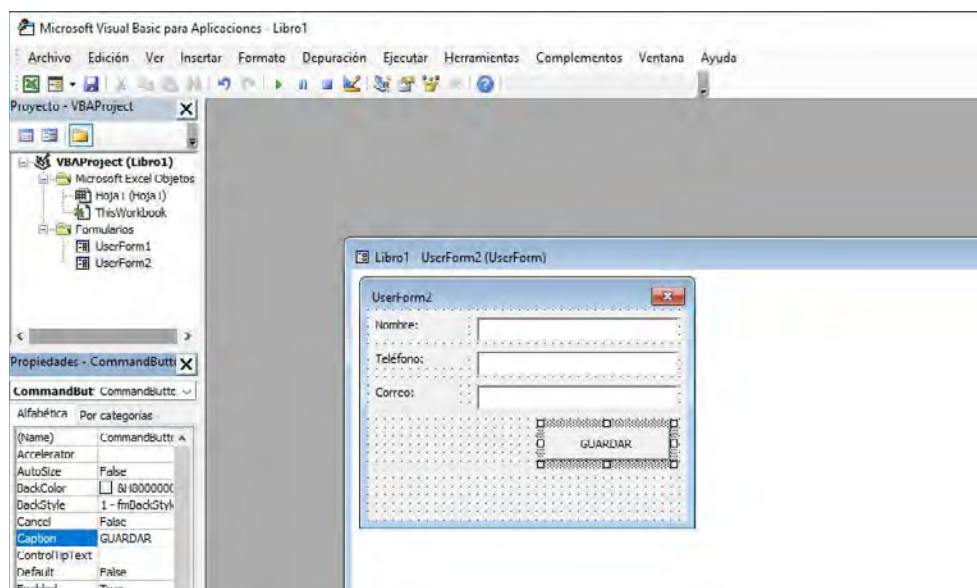 Microsoft Visual Basic para Aplicaciones - Libro1
Archivo Edición Ver Insertar Formato Depuración Ejecutar Herramientas Complementos Ventana Ayuda
Proyecto - VBAProject
VBAProject (Libro1)
Microsoft Excel Objetos
Hoja1 (Hoja1)
ThisWorkbook
Formularios
UserForm1
UserForm2
Libro1 UserForm2 (UserForm)
UserForm2
Nombre:
Teléfono:
Correo:
GUARDAR
Propiedades - CommandButt
CommandBut CommandButtc
Alfabética Por categorías
(Name) CommandButtc
Accelerator
AutoSize False
BackColor &H8000000
BackStyle 1 - fmBackStyl
Cancel False
Caption GUARDAR
ControlTipText
Default False